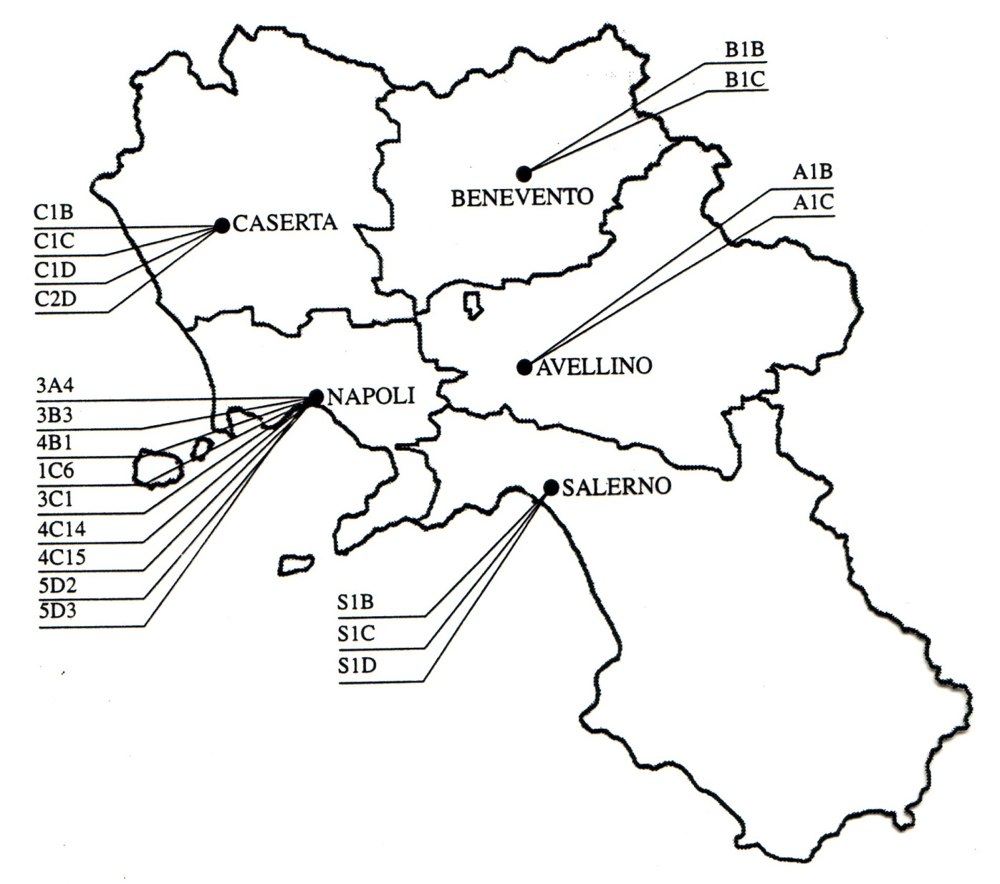 B1B
B1C
A1B
A1C
BENEVENTO
C1B
CASERTA
C1C
C1D
C2D
AVELLINO
3A4
NAPOLI
3B3
4B1
1C6
3C1
4C14
4C15
5D2
5D3
SALERNO
S1B
S1C
S1D